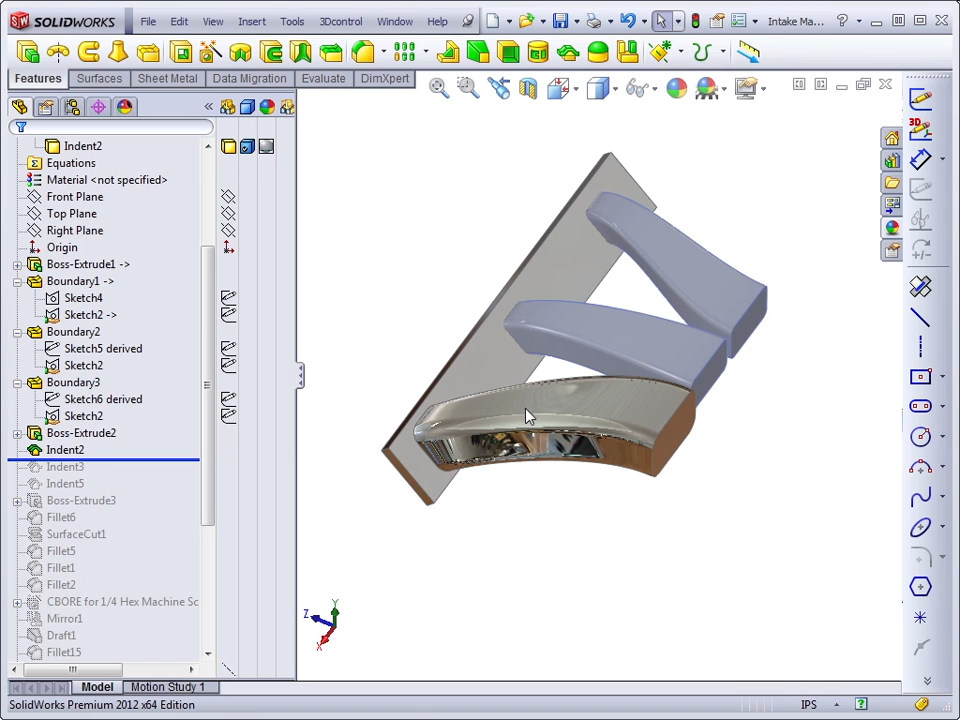 SOLIDWORKS File Edit View Insert Tools 3Dcontrol Window Help Intake Ma... ?
Features Surfaces Sheet Metal Data Migration Evaluate DimXpert
Indent2
Equations
Material <not specified>
Front Plane
Top Plane
Right Plane
Origin
Boss-Extrude1 ->
Boundary1 ->
Sketch4
Sketch2 ->
Boundary2
Sketch5 derived
Sketch2
Boundary3
Sketch6 derived
Sketch2
Boss-Extrude2
Indent2
Indent3
Indent5
Boss-Extrude3
Fillet6
SurfaceCut1
Fillet5
Fillet1
Fillet2
CBORE for 1/4 Hex Machine Sc
Mirror1
Draft1
Fillet15
3D
Y
Z
X
Model Motion Study 1
SolidWorks Premium 2012 x64 Edition IPS ?